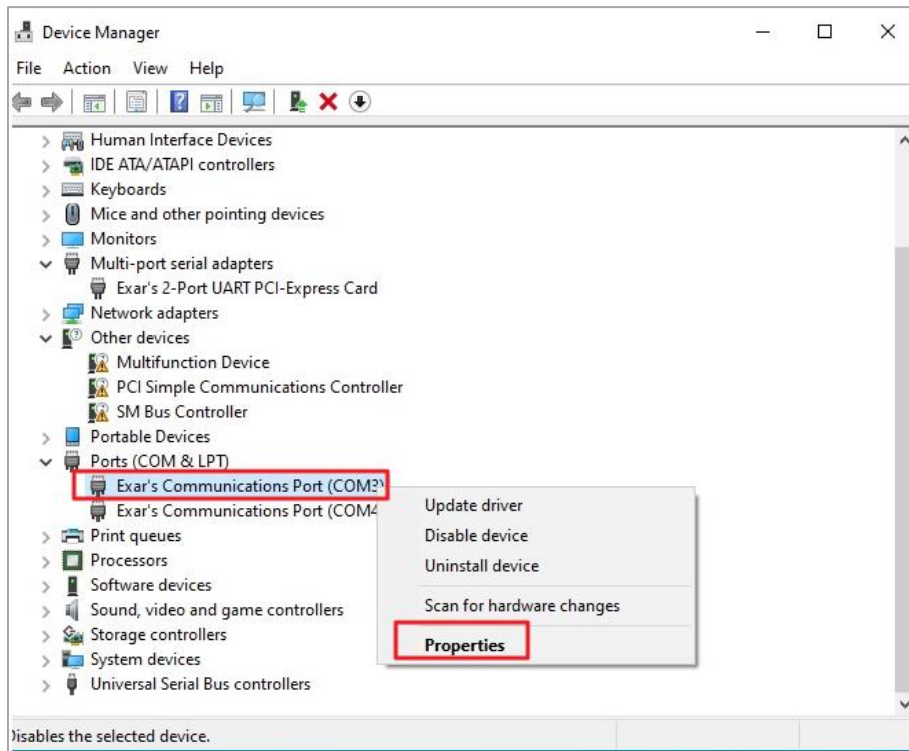 Device Manager
File Action View Help
Human Interface Devices
IDE ATA/ATAPI controllers
Keyboards
Mice and other pointing devices
Monitors
Multi-port serial adapters
Exar's 2-Port UART PCI-Express Card
Network adapters
Other devices
Multifunction Device
PCI Simple Communications Controller
SM Bus Controller
Portable Devices
Ports (COM & LPT)
Exar's Communications Port (COM3)
Exar's Communications Port (COM4
Print queues
Processors
Software devices
Sound, video and game controllers
Storage controllers
System devices
Universal Serial Bus controllers
Update driver
Disable device
Uninstall device
Scan for hardware changes
Properties
Disables the selected device.